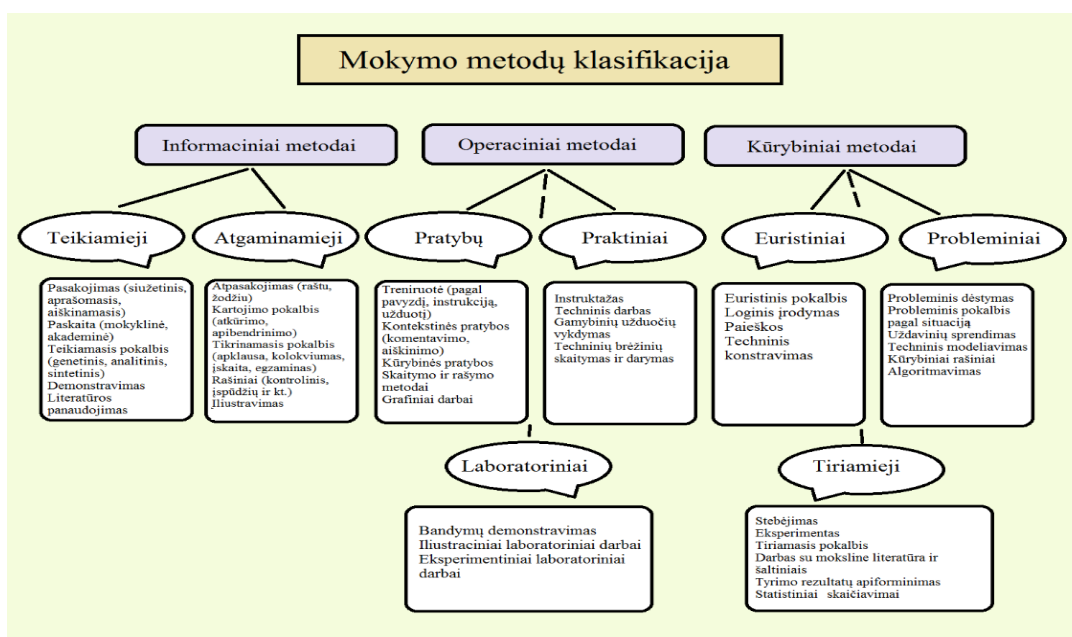 Mokymo metodų klasifikacija
Informaciniai metodai
Operaciniai metodai
Kūrybiniai metodai
Teikiamieji
Atgaminamieji
Pratybų
Praktiniai
Euristiniai
Probleminiai
Pasakojimas (siužetinis,
aprašomasis,
aiškinamasis)
Paskaita (mokyklinė,
akademinė)
Teikiamasis pokalbis
(genetinis, analitinis,
sintetinis)
Demonstravimas
Literatūros
panaudojimas
Atpasakojimas (raštu,
žodžiu)
Kartojimo pokalbis
(atkūrimo,
apibendrinimo)
Tikrinamasis pokalbis
(apklausa, kolokviumas,
įskaita, egzaminas)
Rašiniai (kontrolinis,
įspūdžių ir kt.)
Iliustravimas
Treniruotė (pagal
pavyzdį, instrukciją,
užduotį)
Kontekstinės pratybos
(komentavimo,
aiškinimo)
Kūrybinės pratybos
Skaitymo ir rašymo
metodai
Grafiniai darbai
Instruktažas
Techninis darbas
Gamybinių užduočių
vykdymas
Techninių brėžinių
skaitymas ir darymas
Euristinis pokalbis
Loginis įrodymas
Paieškos
Techninis
konstravimas
Probleminis dėstymas
Probleminis pokalbis
pagal situaciją
Uždavinių sprendimas
Techninis modeliavimas
Kūrybiniai rašiniai
Algoritmavimas
Laboratoriniai
Tiriamieji
Bandymų demonstravimas
Iliustraciniai laboratoriniai darbai
Eksperimentiniai laboratoriniai
darbai
Stebėjimas
Eksperimentas
Tiriamasis pokalbis
Darbas su moksline literatūra ir
šaltiniais
Tyrimo rezultatų apiforminimas
Statistiniai skaičiavimai